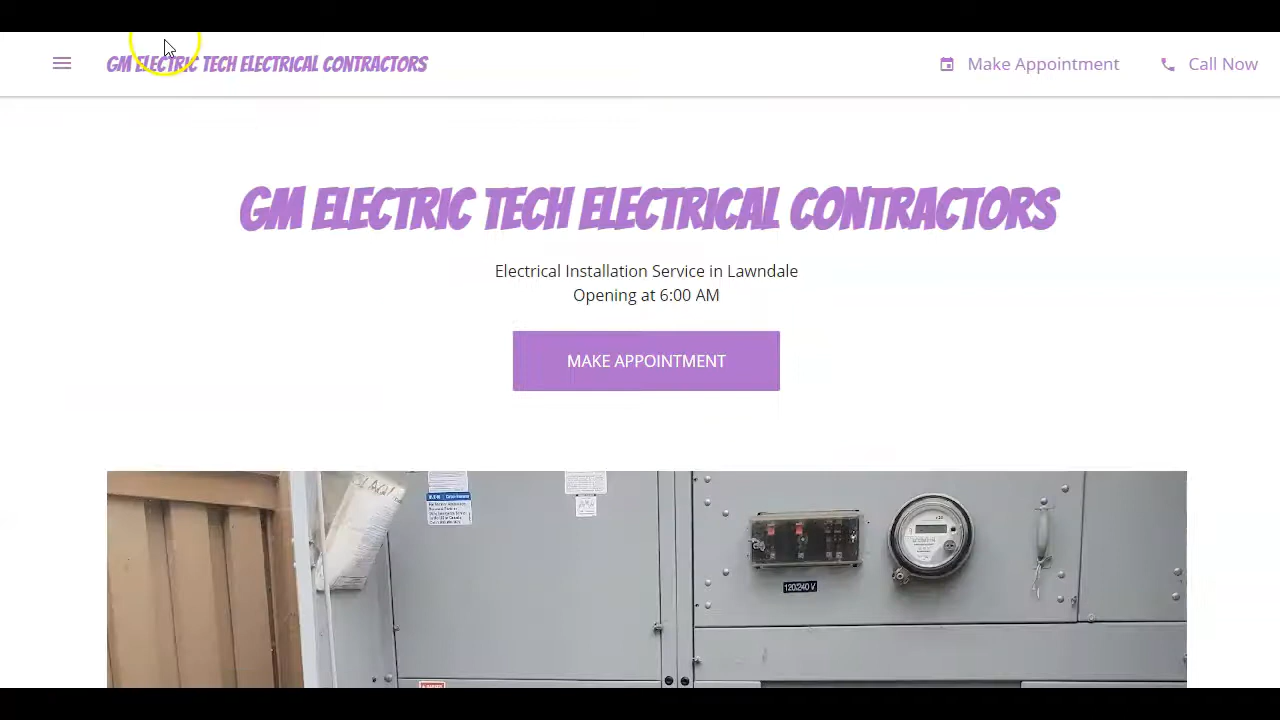 GM ELECTRIC TECH ELECTRICAL CONTRACTORS
Make Appointment
Call Now
GM ELECTRIC TECH ELECTRICAL CONTRACTORS
Electrical Installation Service in Lawndale
Opening at 6:00 AM
MAKE APPOINTMENT
120/240 V